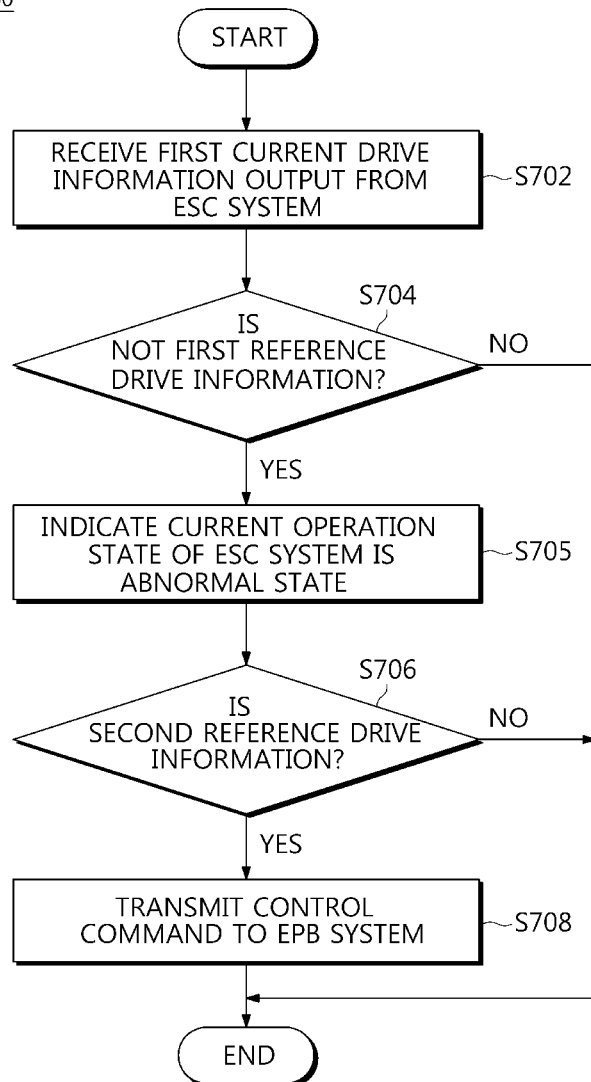 START
RECEIVE FIRST CURRENT DRIVE
INFORMATION OUTPUT FROM
ESC SYSTEM
S702
S704
IS
NOT FIRST REFERENCE
DRIVE INFORMATION?
NO
YES
INDICATE CURRENT OPERATION
STATE OF ESC SYSTEM IS
ABNORMAL STATE
S705
S706
IS
SECOND REFERENCE DRIVE
INFORMATION?
NO
YES
TRANSMIT CONTROL
COMMAND TO EPB SYSTEM
S708
END